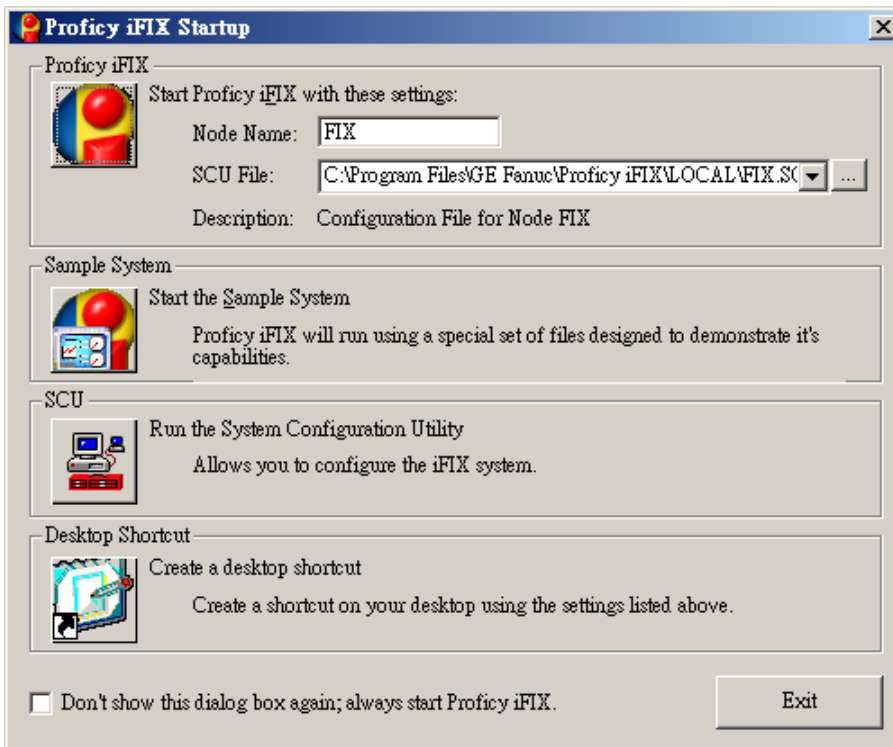 Proficy iFIX Startup
Proficy iFIX
Start Proficy iFIX with these settings:
Node Name: FIX
SCU File: C:\Program Files\GE Fanuc\Proficy iFIX\LOCAL\FIX.SC ...
Description: Configuration File for Node FIX
Sample System
Start the Sample System
Proficy iFIX will run using a special set of files designed to demonstrate it's
capabilities.
SCU
Run the System Configuration Utility
Allows you to configure the iFIX system.
Desktop Shortcut
Create a desktop shortcut
Create a shortcut on your desktop using the settings listed above.
Don't show this dialog box again; always start Proficy iFIX. Exit